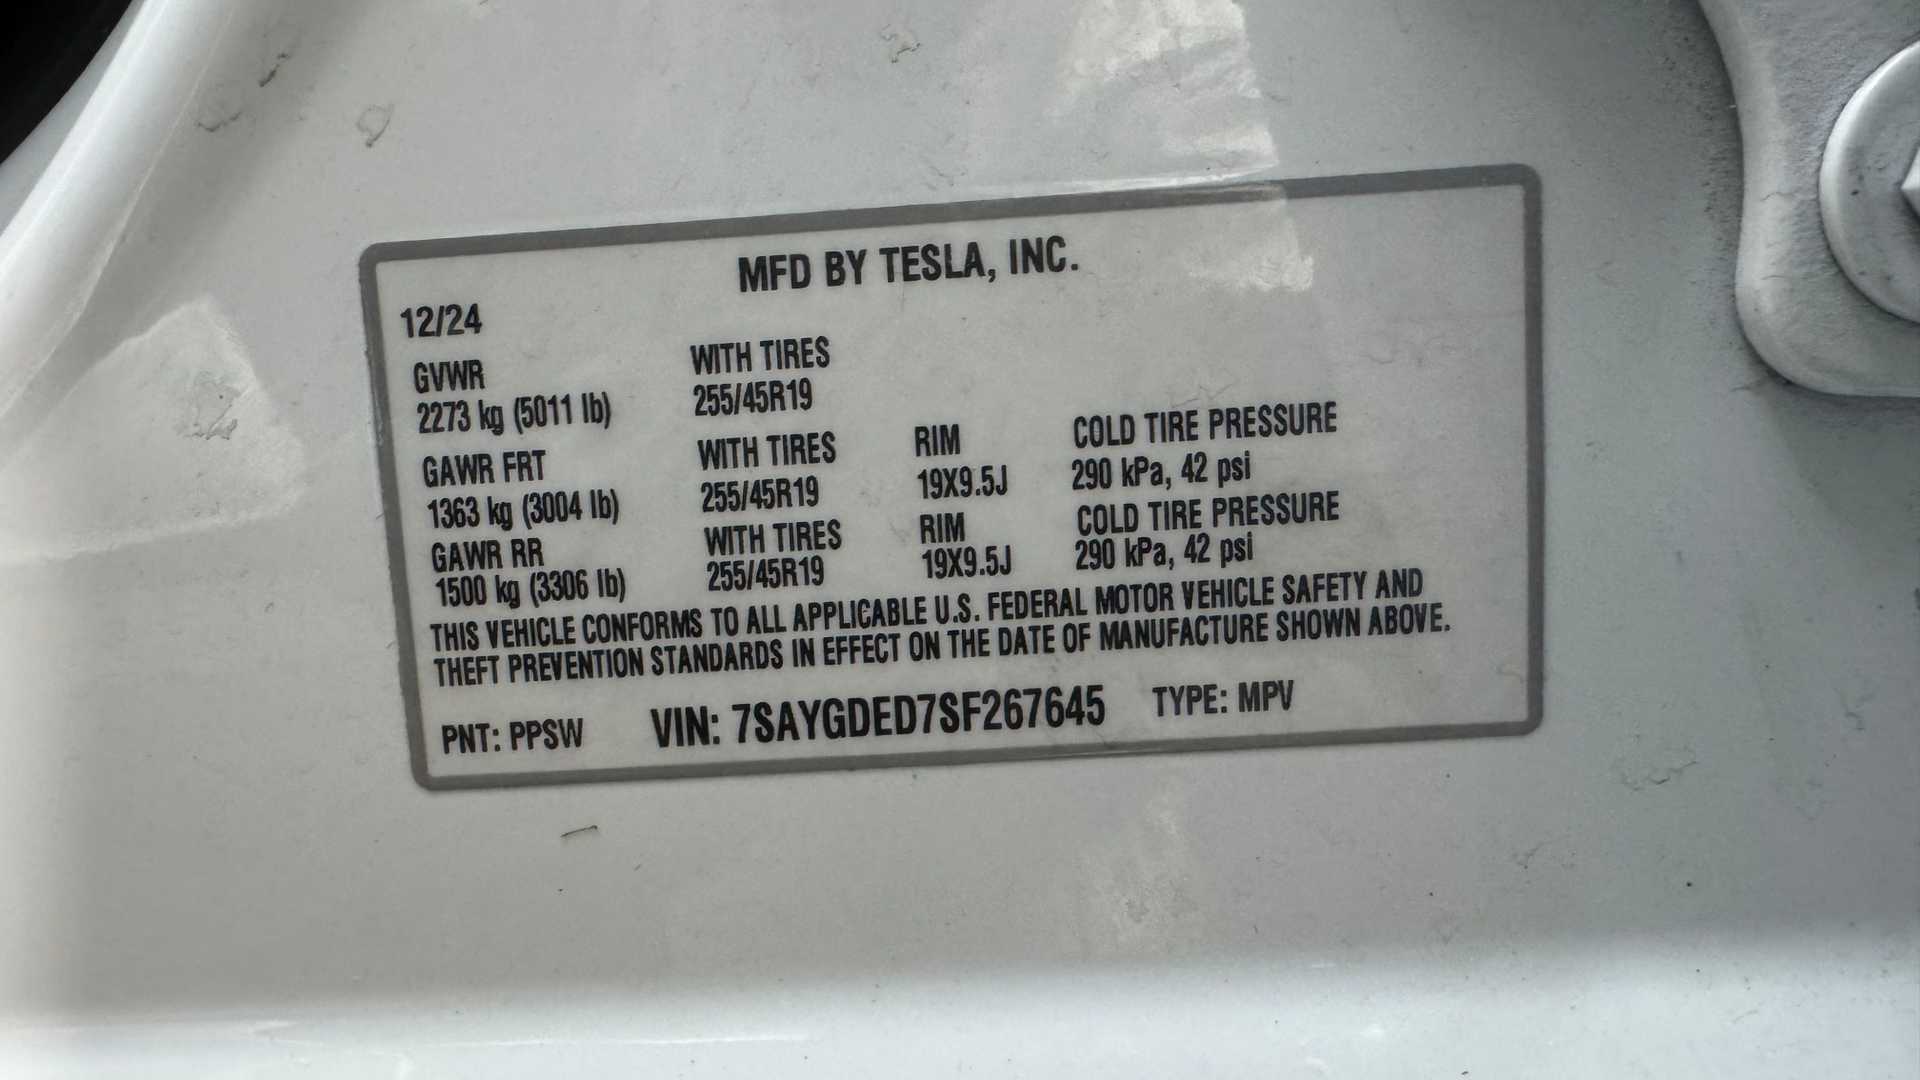 MFD BY TESLA, INC.
12/24
GVWR WITH TIRES
2273 kg (5011 lb) 255/45R19
GAWR FRT WITH TIRES RIM COLD TIRE PRESSURE
1363 kg (3004 lb) 255/45R19 19X9.5J 290 kPa, 42 psi
GAWR RR WITH TIRES RIM COLD TIRE PRESSURE
1500 kg (3306 lb) 255/45R19 19X9.5J 290 kPa, 42 psi
THIS VEHICLE CONFORMS TO ALL APPLICABLE U.S. FEDERAL MOTOR VEHICLE SAFETY AND
THEFT PREVENTION STANDARDS IN EFFECT ON THE DATE OF MANUFACTURE SHOWN ABOVE.
PNT: PPSW VIN: 7SAYGDED7SF267645 TYPE: MPV